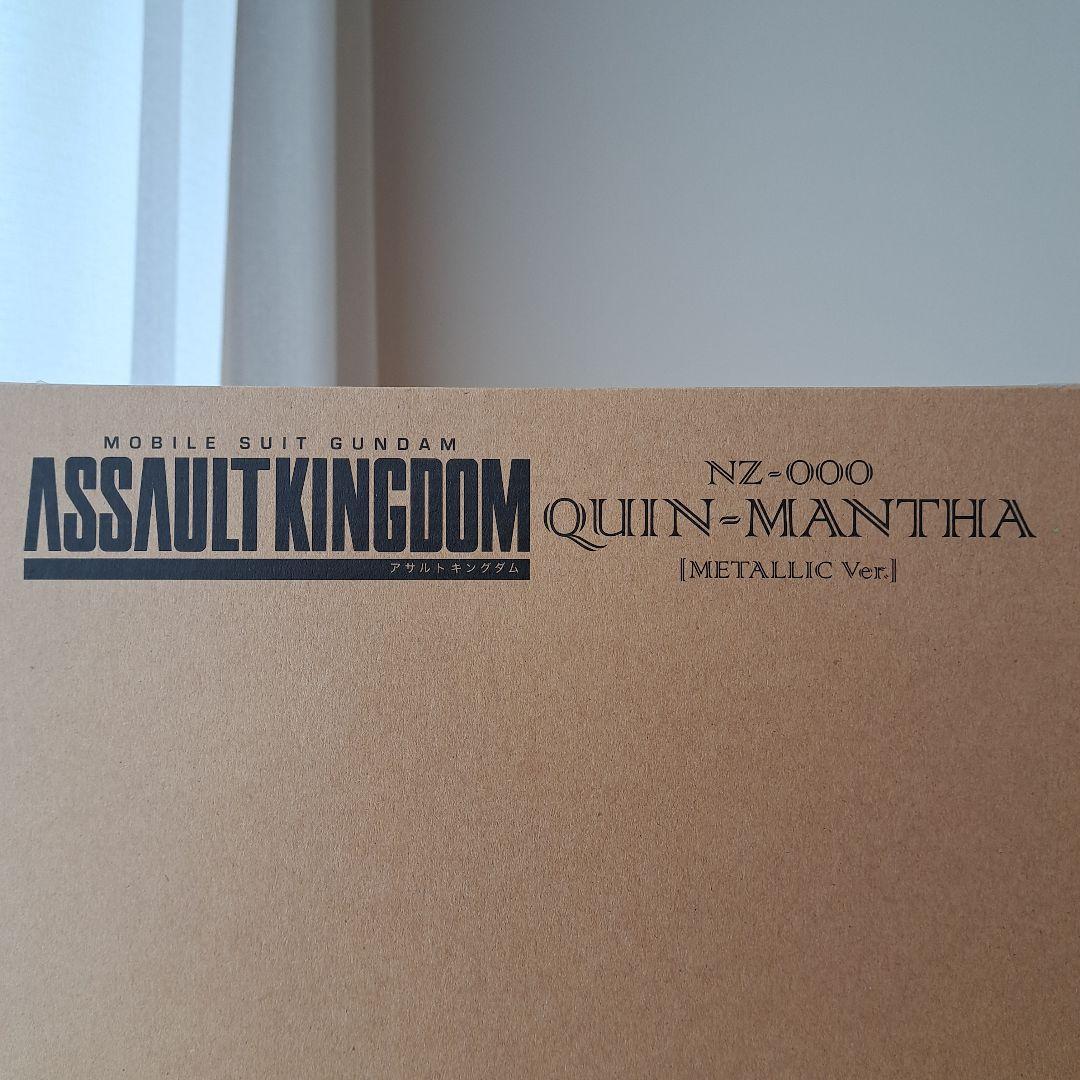 MOBILE SUIT GUNDAM
ASSAULT KINGDOM
アサルトキングダム
NZ-000
QUIN-MANTHA
[METALLIC Ver.]